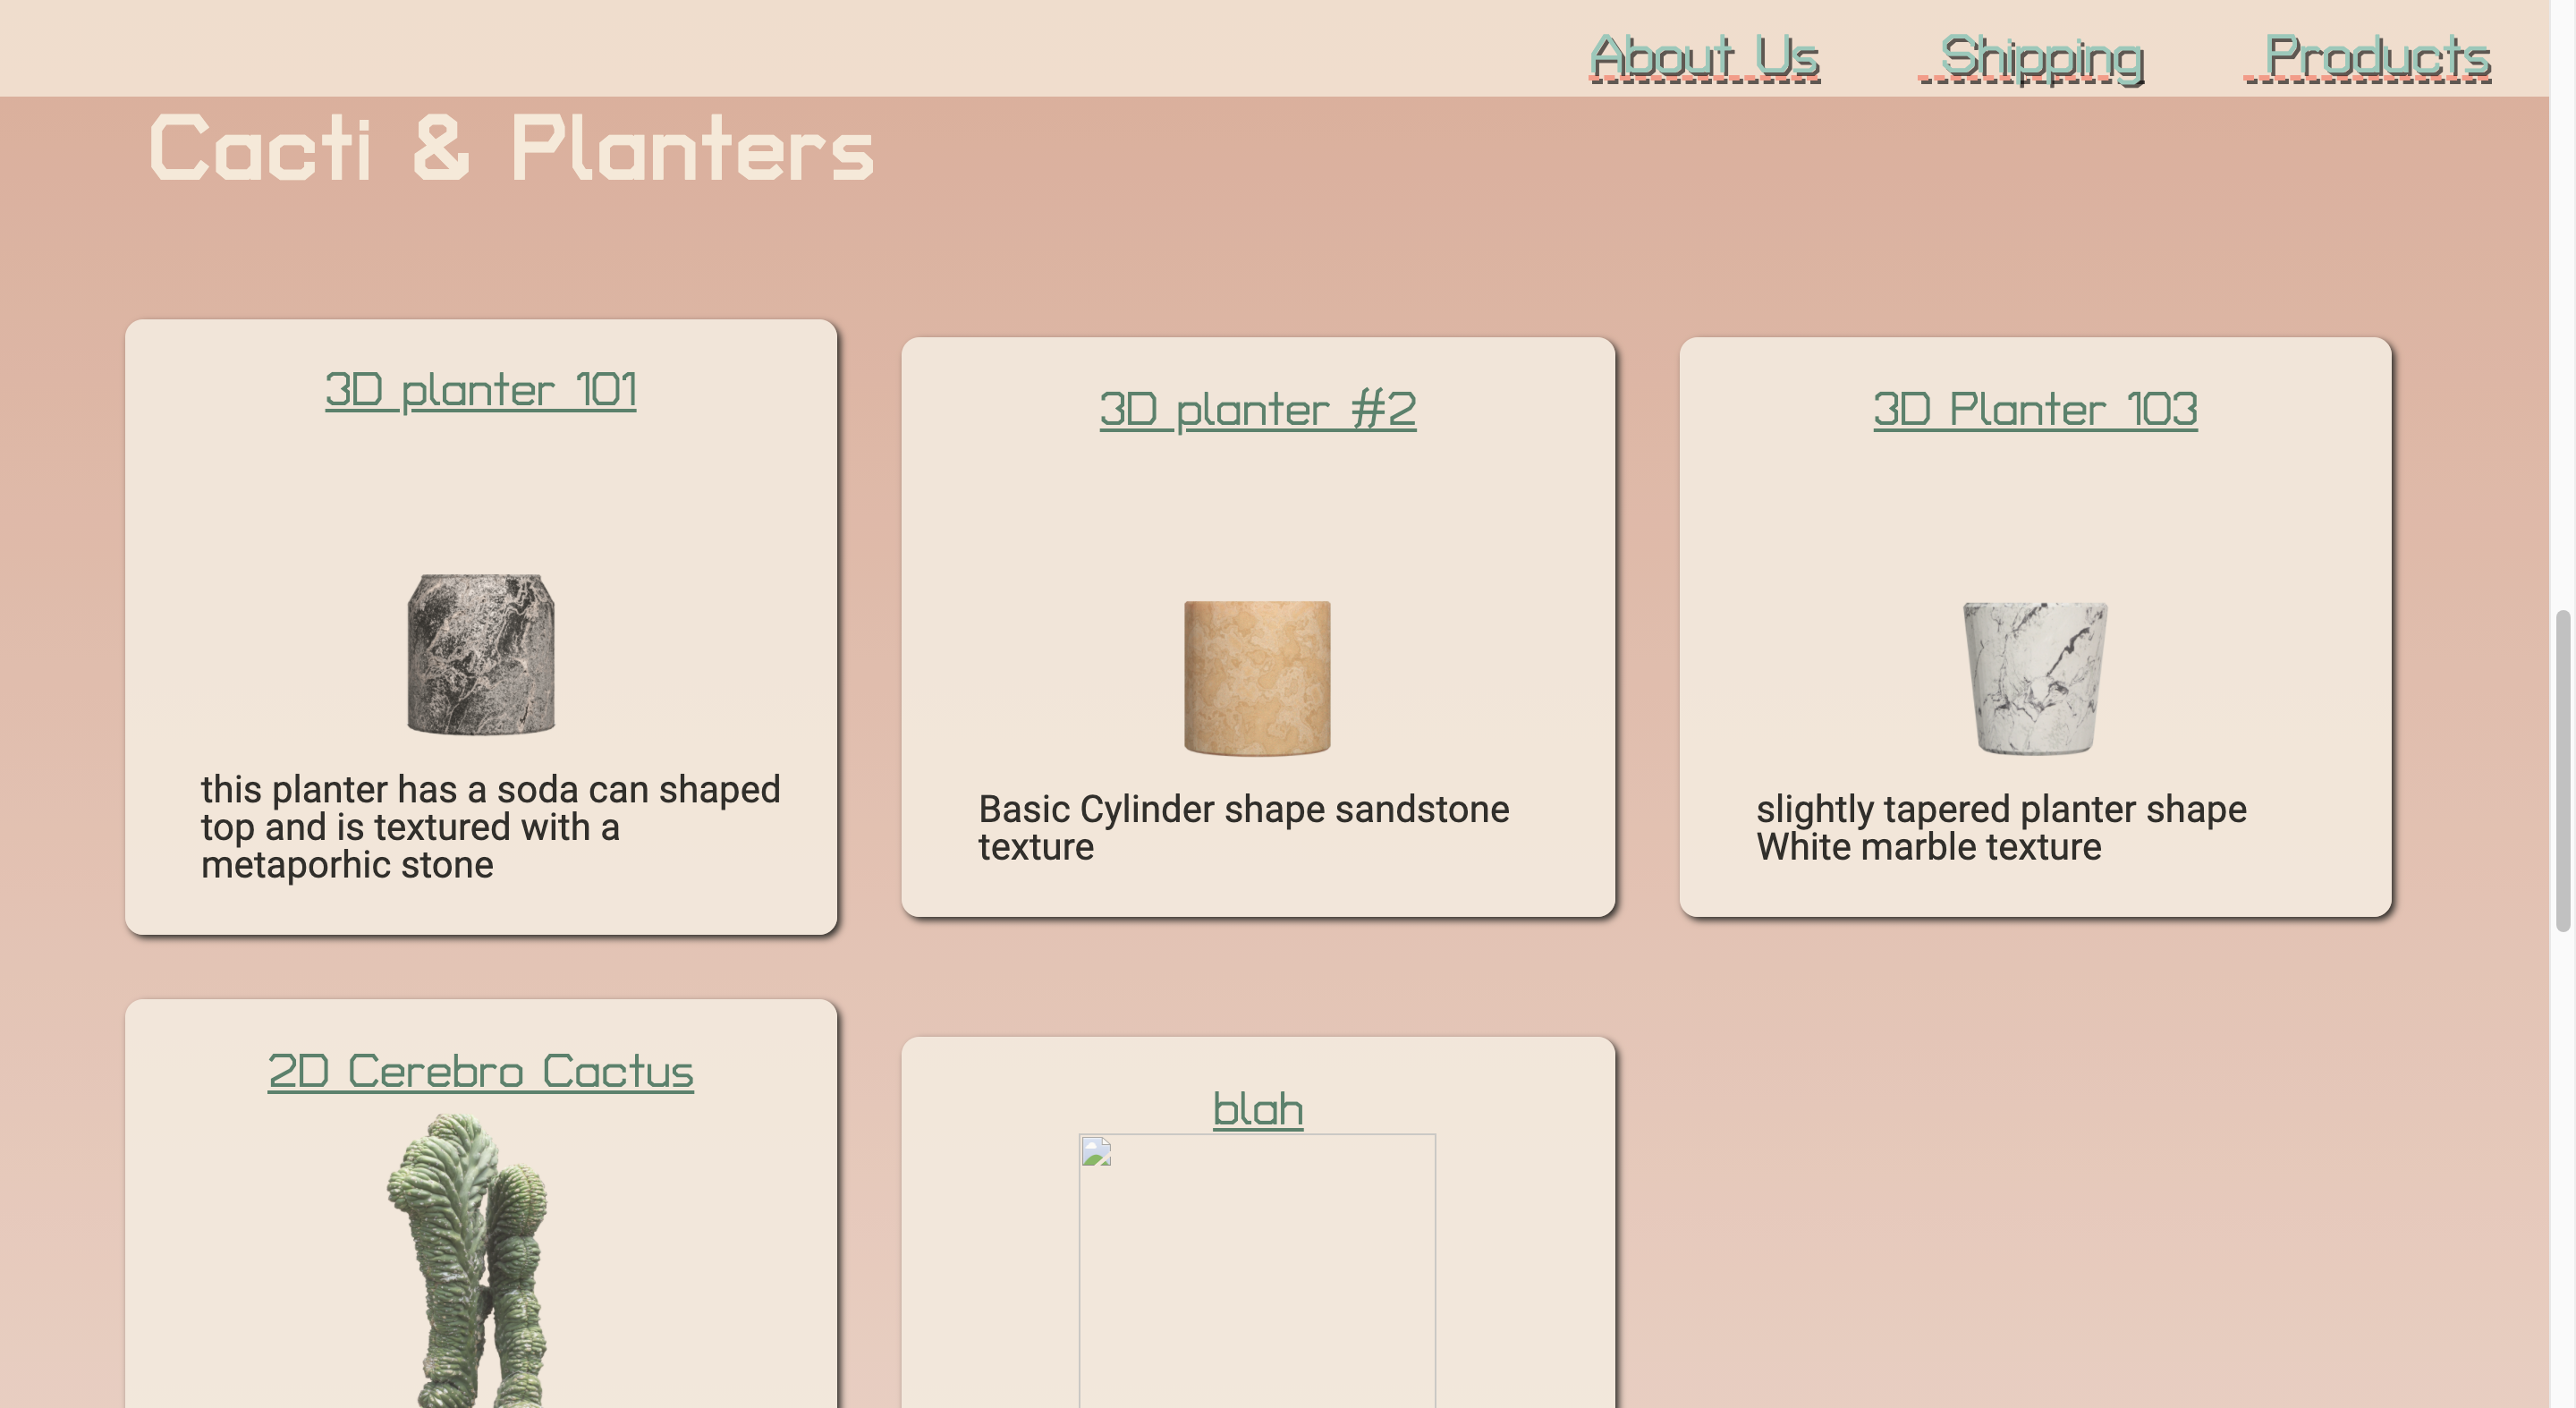 About Us Shipping Products
Cacti & Planters
3D planter 101
this planter has a soda can shaped
top and is textured with a
metaporhic stone
3D planter #2
Basic Cylinder shape sandstone
texture
3D Planter 103
slightly tapered planter shape
White marble texture
2D Cerebro Cactus
blah